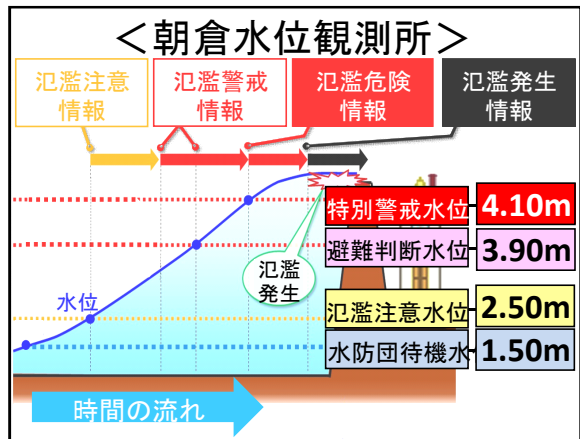 ＜朝倉水位観測所＞
氾濫注意
情報
氾濫警戒
情報
氾濫危険
情報
氾濫発生
情報
特別警戒水位
4.10m
避難判断水位
3.90m
氾濫
発生
水位
氾濫注意水位
2.50m
水防団待機水
1.50m
時間の流れ